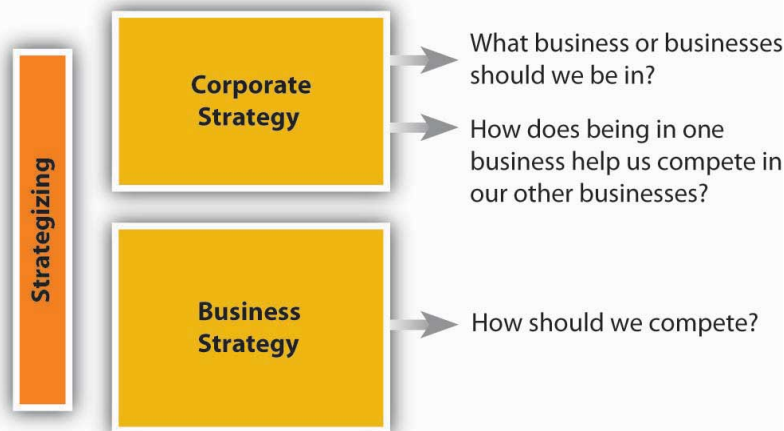 Strategizing
Corporate
Strategy
What business or businesses
should we be in?
How does being in one
business help us compete in
our other businesses?
Business
Strategy
How should we compete?